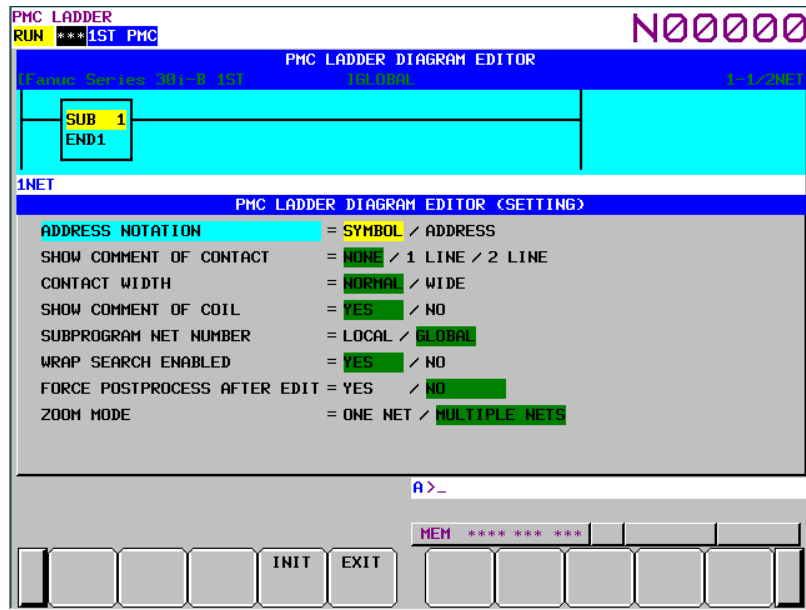 PMC LADDER
N00000
RUN ***1ST PMC
PMC LADDER DIAGRAM EDITOR
[Fanuc Series 30i-B 1ST ]GLOBAL 1-1/2NET
SUB 1
END1
1NET
PMC LADDER DIAGRAM EDITOR (SETTING)
ADDRESS NOTATION = SYMBOL / ADDRESS
SHOW COMMENT OF CONTACT = NONE / 1 LINE / 2 LINE
CONTACT WIDTH = NORMAL / WIDE
SHOW COMMENT OF COIL = YES / NO
SUBPROGRAM NET NUMBER = LOCAL / GLOBAL
WRAP SEARCH ENABLED = YES / NO
FORCE POSTPROCESS AFTER EDIT = YES / NO
ZOOM MODE = ONE NET / MULTIPLE NETS
A>_
MEM **** *** ***
INIT EXIT